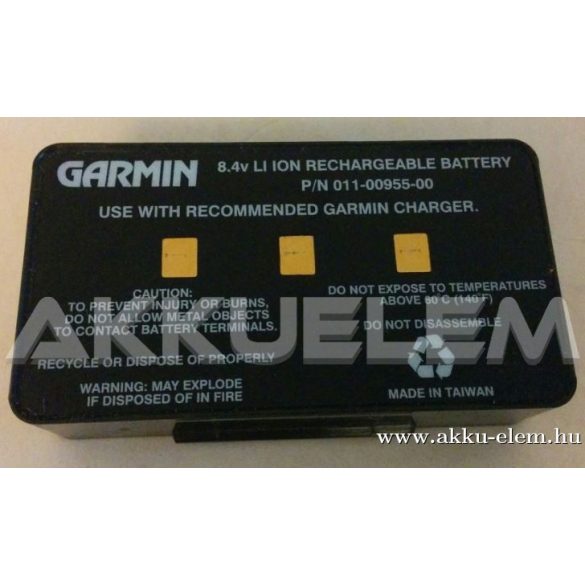 GARMIN
8.4v LI ION RECHARGEABLE BATTERY
P/N 011-00955-00
USE WITH RECOMMENDED GARMIN CHARGER.
CAUTION:
TO PREVENT INJURY OR BURNS,
DO NOT ALLOW METAL OBJECTS
TO CONTACT BATTERY TERMINALS.
DO NOT EXPOSE TO TEMPERATURES
ABOVE 60°C (140°F)
DO NOT DISASSEMBLE
AKKUELEM
RECYCLE OR DISPOSE OF PROPERLY
WARNING: MAY EXPLODE
IF DISPOSED OF IN FIRE
MADE IN TAIWAN
www.akku-elem.hu